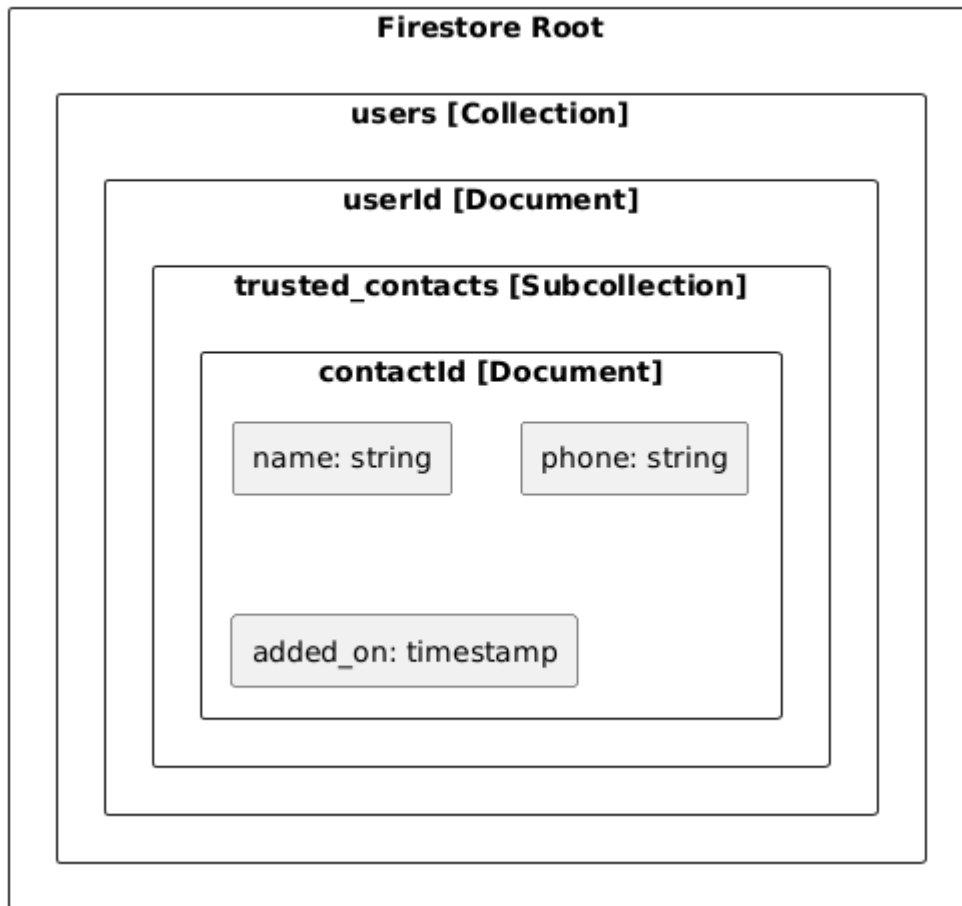 Firestore Root
users [Collection]
userId [Document]
trusted_contacts [Subcollection]
contactId [Document]
name: string
phone: string
added_on: timestamp